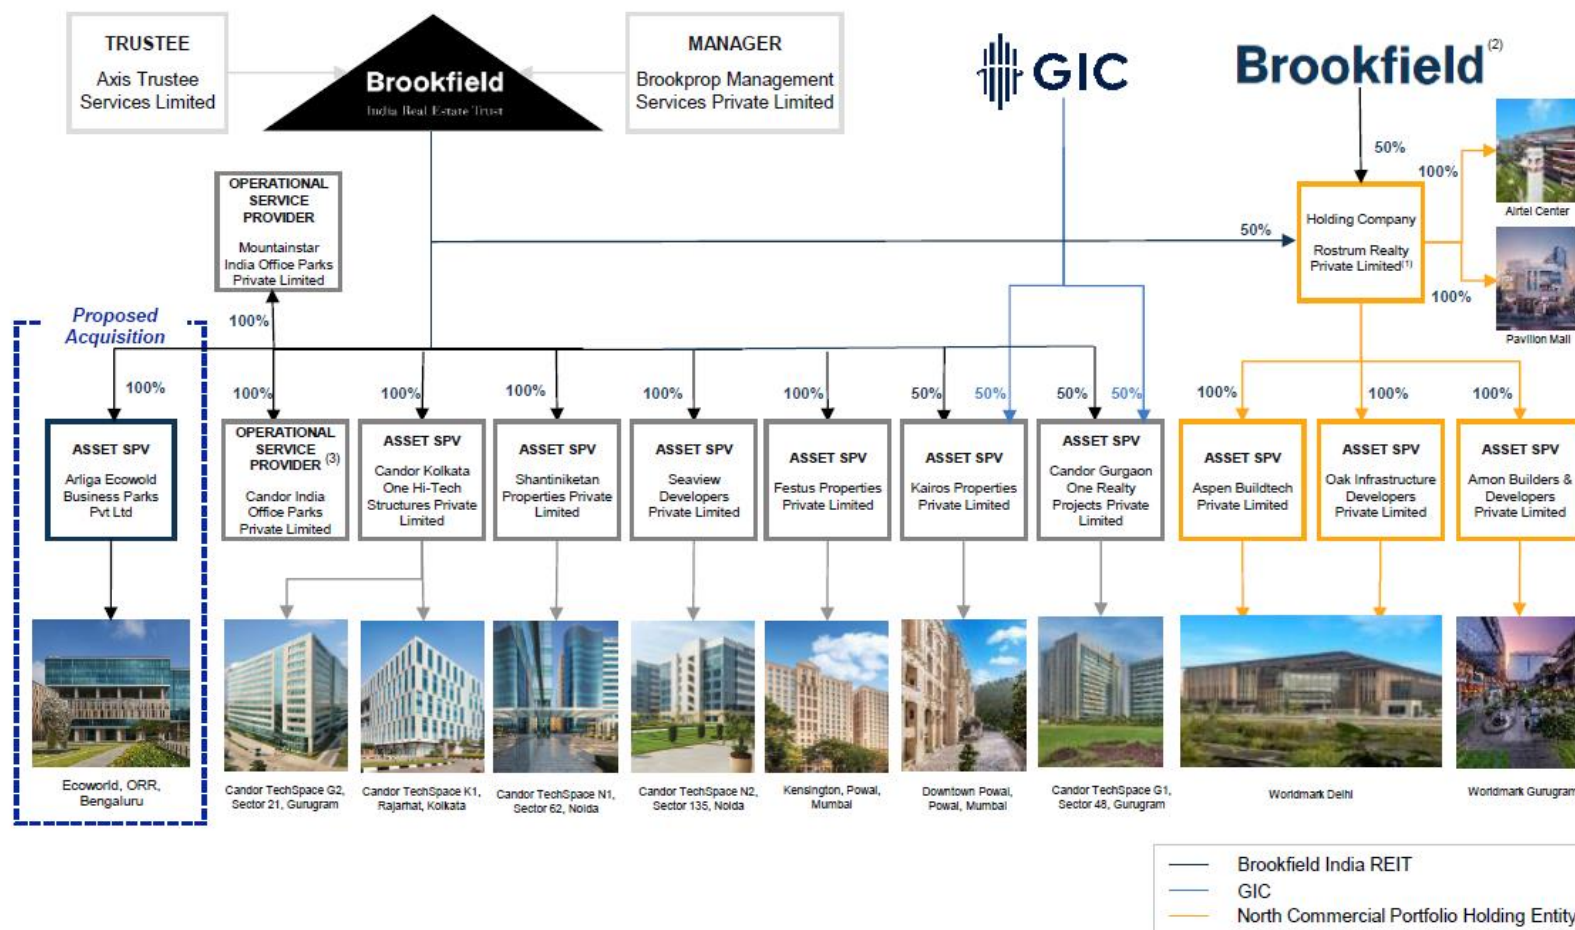 TRUSTEE
Axis Trustee
Services Limited
Brookfield
India Real Estate Trust
MANAGER
Brookprop Management
Services Private Limited
GIC
Brookfield (2)
50%
100%
Airtel Center
OPERATIONAL
SERVICE
PROVIDER
Mountainstar
India Office Parks
Private Limited
50%
Holding Company
Rostrum Realty
Private Limited(1)
100%
Pavilion Mall
Proposed
Acquisition
100%
100%
100%
100%
100%
100%
100%
50%
50%
50%
50%
100%
100%
100%
ASSET SPV
Arliga Ecowold
Business Parks
Pvt Ltd
OPERATIONAL
SERVICE
PROVIDER (3)
Candor India
Office Parks
Private Limited
ASSET SPV
Candor Kolkata
One Hi-Tech
Structures Private
Limited
ASSET SPV
Shantiniketan
Properties Private
Limited
ASSET SPV
Seaview
Developers
Private Limited
ASSET SPV
Festus Properties
Private Limited
ASSET SPV
Kairos Properties
Private Limited
ASSET SPV
Candor Gurgaon
One Realty
Projects Private
Limited
ASSET SPV
Aspen Buildtech
Private Limited
ASSET SPV
Oak Infrastructure
Developers
Private Limited
ASSET SPV
Arnon Builders &
Developers
Private Limited
Ecoworld, ORR,
Bengaluru
Candor TechSpace G2,
Sector 21, Gurugram
Candor TechSpace K1,
Rajarhat, Kolkata
Candor TechSpace N1,
Sector 62, Noida
Candor TechSpace N2,
Sector 135, Noida
Kensington, Powai,
Mumbai
Downtown Powai,
Powai, Mumbai
Candor TechSpace G1,
Sector 48, Gurugram
Worldmark Delhi
Worldmark Gurugram
Brookfield India REIT
GIC
North Commercial Portfolio Holding Entity